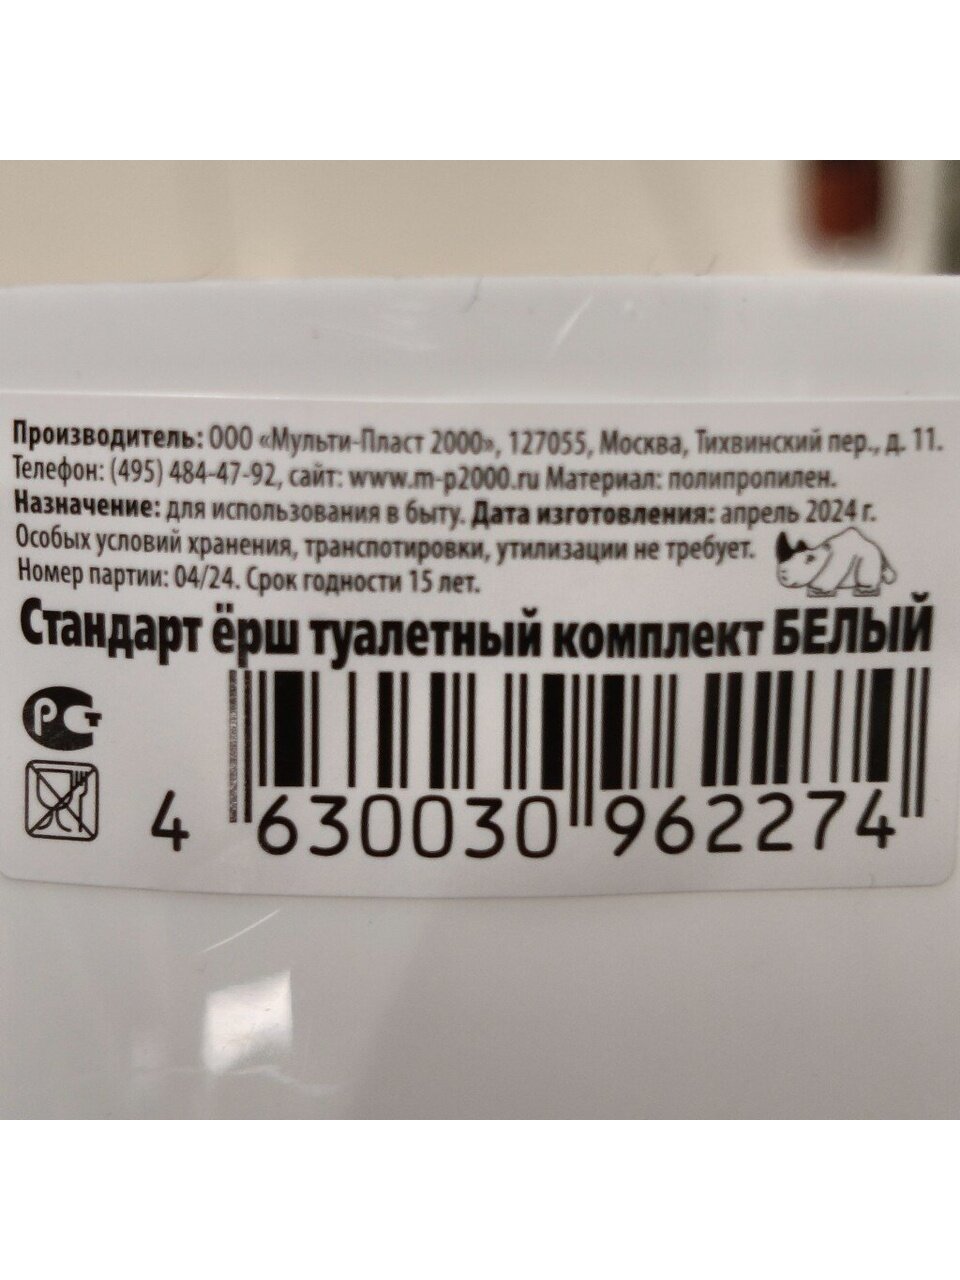 Производитель: ООО «Мульти-Пласт 2000», 127055, Москва, Тихвинский пер., д. 11.
Телефон: (495) 484-47-92, сайт: www.m-p2000.ru Материал: полипропилен.
Назначение: для использования в быту. Дата изготовления: апрель 2024 г.
Особых условий хранения, транспотировки, утилизации не требует.
Номер партии: 04/24. Срок годности 15 лет.
Стандарт ёрш туалетный комплект БЕЛЫЙ
РСТ
4 630030 962274